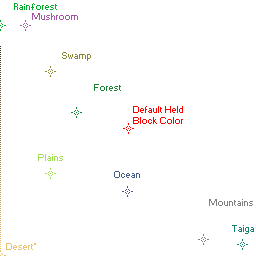 Rainforest
Mushroom
Swamp
Forest
Default Held
Block Color
Plains
Ocean
Mountains
Taiga
Desert"